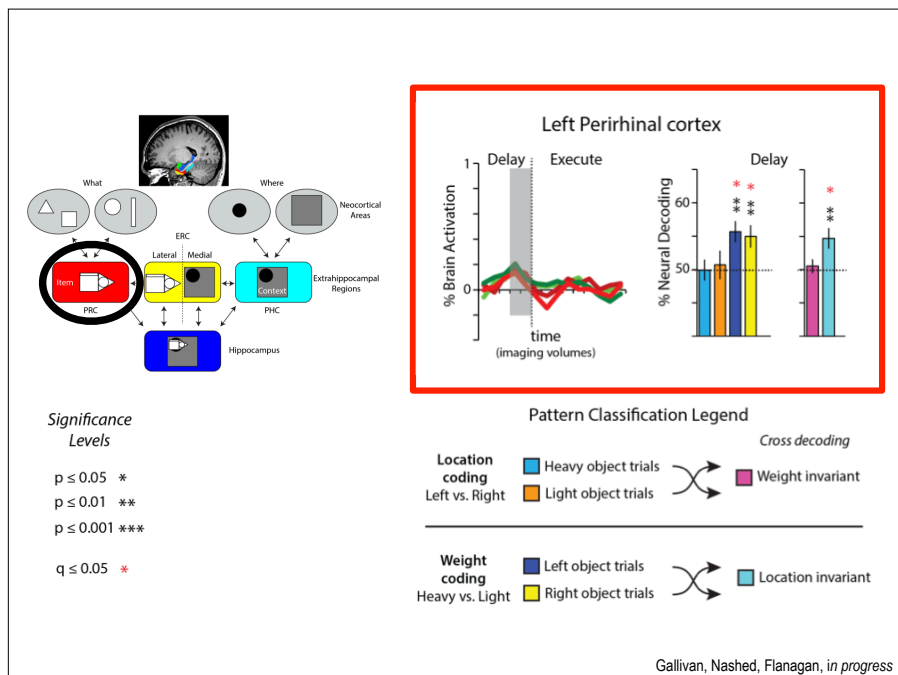 What
Where
Neocortical
Areas
ERC
Lateral
Medial
Item
Context
Extrahippocampal
Regions
PRC
PHC
Hippocampus
Left Perirhinal cortex
Delay
Execute
% Brain Activation
1
0
time
(imaging volumes)
Delay
% Neural Decoding
60
50
*
**
*
**
*
**
Significance
Levels
p ≤ 0.05 *
p ≤ 0.01 **
p ≤ 0.001 ***
q ≤ 0.05 *
Pattern Classification Legend
Cross decoding
Location
coding
Left vs. Right
Heavy object trials
Light object trials
Weight invariant
Weight
coding
Heavy vs. Light
Left object trials
Right object trials
Location invariant
Gallivan, Nashed, Flanagan, in progress